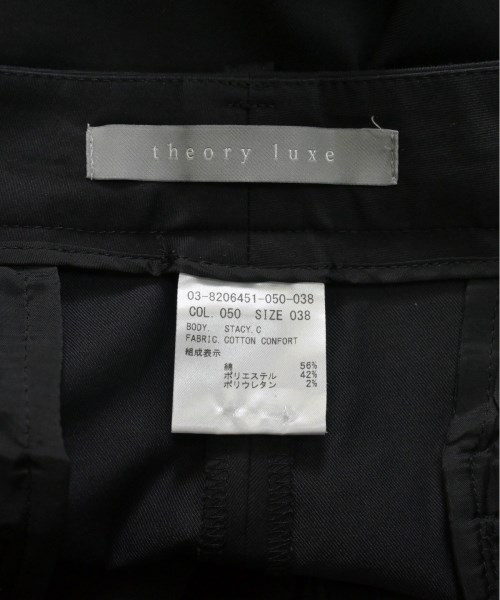 theory luxe
03-8206451-050-038
COL. 050 SIZE 038
BODY. STACY.C
FABRIC. COTTON CONFORT
組成表示
綿 56%
ポリエステル 42%
ポリウレタン 2%